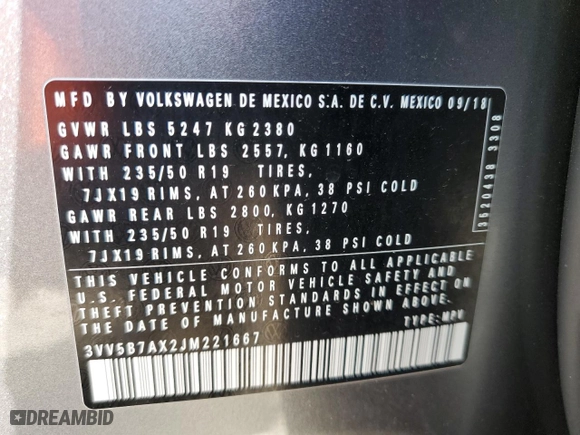 MFD BY VOLKSWAGEN DE MEXICO S.A. DE C.V. MEXICO 09/18
GVWR LBS 5247 KG 2380
GAWR FRONT LBS 2557, KG 1160
WITH 235/50 R19 TIRES,
7JX19 RIMS, AT 260 KPA, 38 PSI COLD
GAWR REAR LBS 2800, KG 1270
WITH 235/50 R19 TIRES,
7JX19 RIMS, AT 260 KPA, 38 PSI COLD
THIS VEHICLE CONFORMS TO ALL APPLICABLE
U.S. FEDERAL MOTOR VEHICLE SAFETY AND
THEFT PREVENTION STANDARDS IN EFFECT ON
THE DATE OF MANUFACTURE SHOWN ABOVE.
3VV5B7AX2JM221667 TYPE: MPV
3520438 3308
DREAMBID